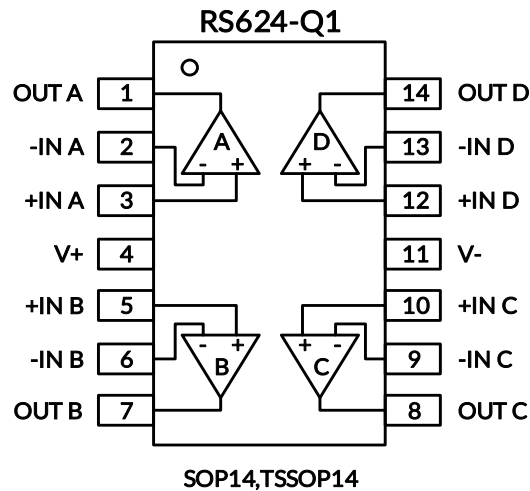 RS624-Q1
OUT A 1 14 OUT D
A D
-IN A 2 - + + - 13 -IN D
+IN A 3 12 +IN D
V+ 4 11 V-
+IN B 5 10 +IN C
- + + -
-IN B 6 B C 9 -IN C
OUT B 7 8 OUT C
SOP14,TSSOP14